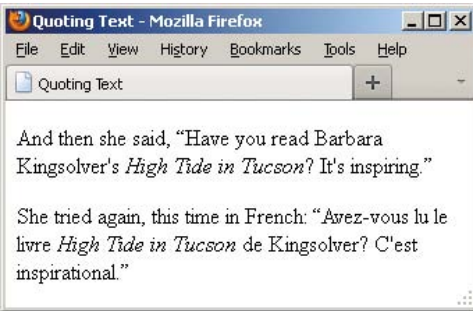 Quoting Text - Mozilla Firefox
File Edit View History Bookmarks Tools Help
Quoting Text
And then she said, “Have you read Barbara
Kingsolver's High Tide in Tucson? It's inspiring.”
She tried again, this time in French: “Avez-vous lu le
livre High Tide in Tucson de Kingsolver? C'est
inspirational.”